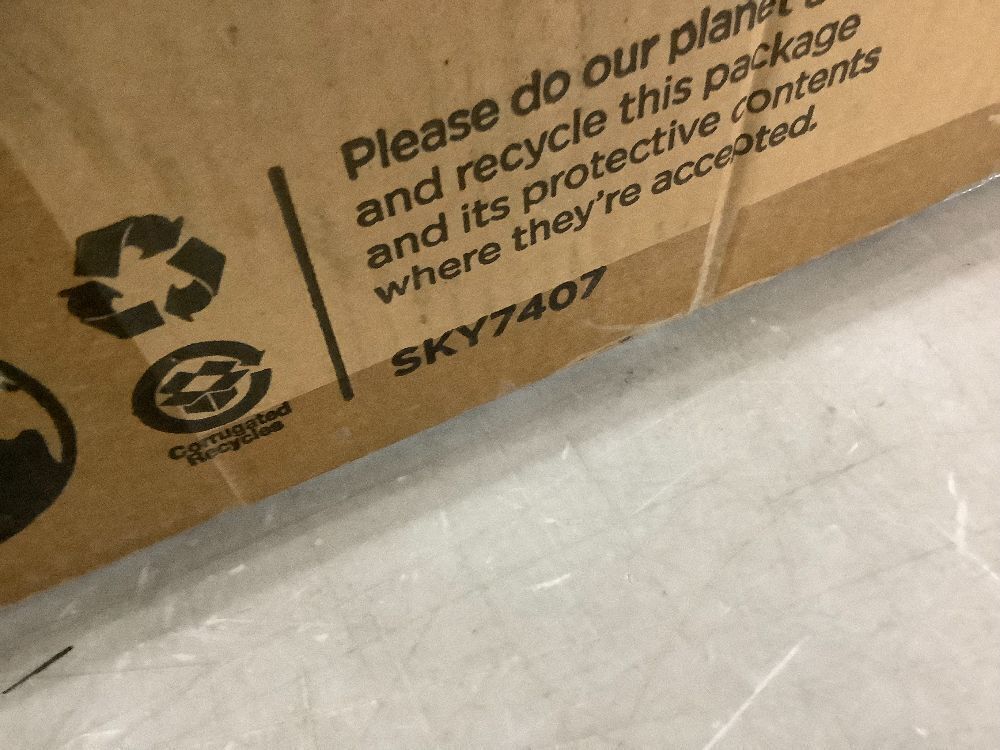 Please do our planet
and recycle this package
and its protective contents
where they're accepted.
SKY7407
Corrugated
Recycles